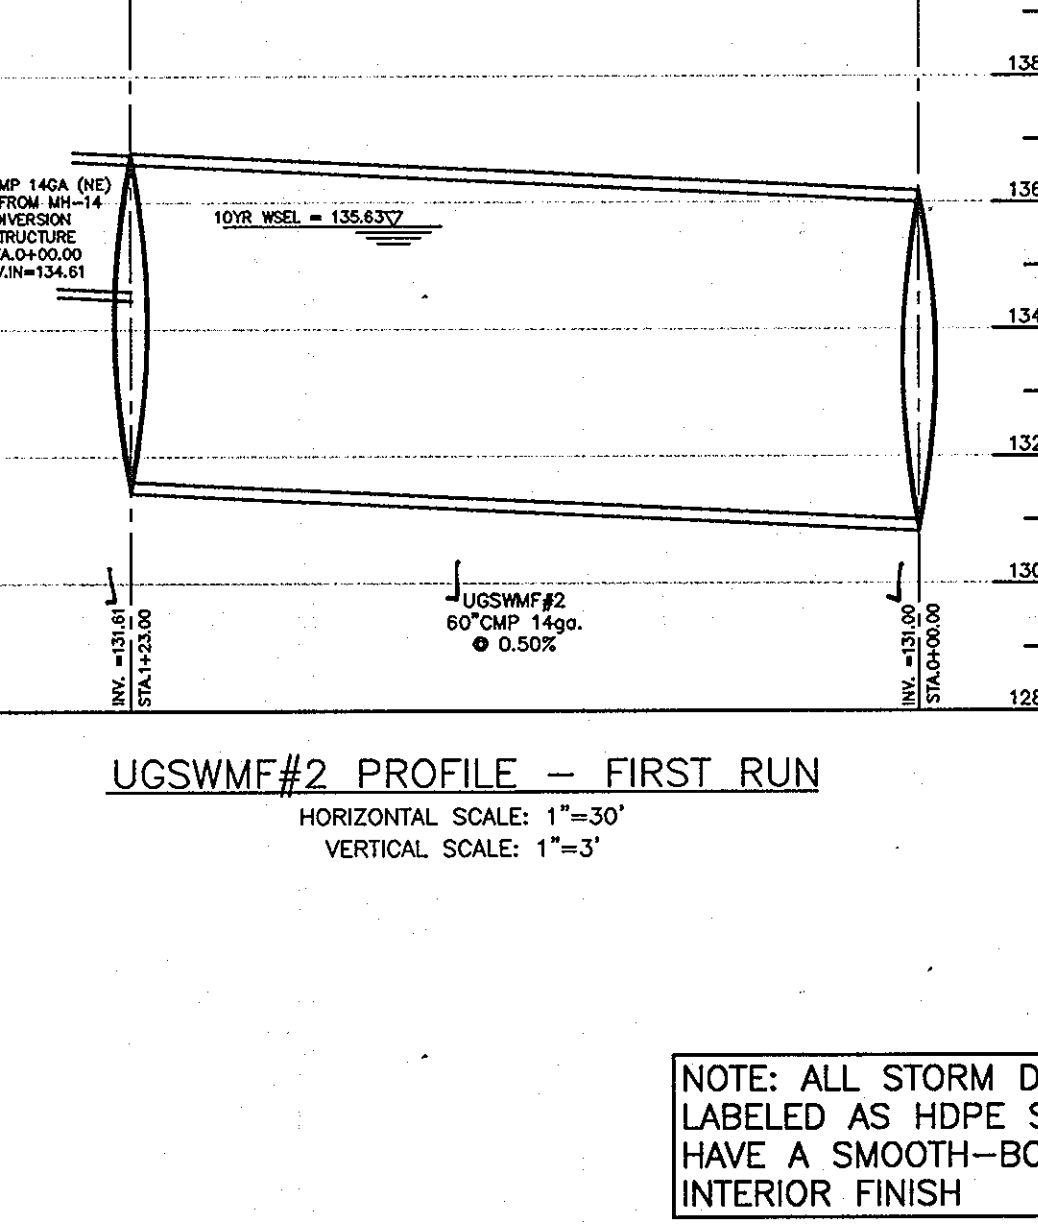 138
136
MP 14GA (NE)
FROM MH-14
IVERSION
TRUCTURE
TA.0+00.00
V.IN=134.61
10YR WSEL = 135.63
134
132
130
UGSWMF#2
60"CMP 14ga.
@ 0.50%
INV. =131.61
STA.1+23.00
INV. =131.00
STA.0+00.00
128
UGSWMF#2 PROFILE – FIRST RUN
HORIZONTAL SCALE: 1"=30'
VERTICAL SCALE: 1"=3'
NOTE: ALL STORM D
LABELED AS HDPE S
HAVE A SMOOTH-BO
INTERIOR FINISH